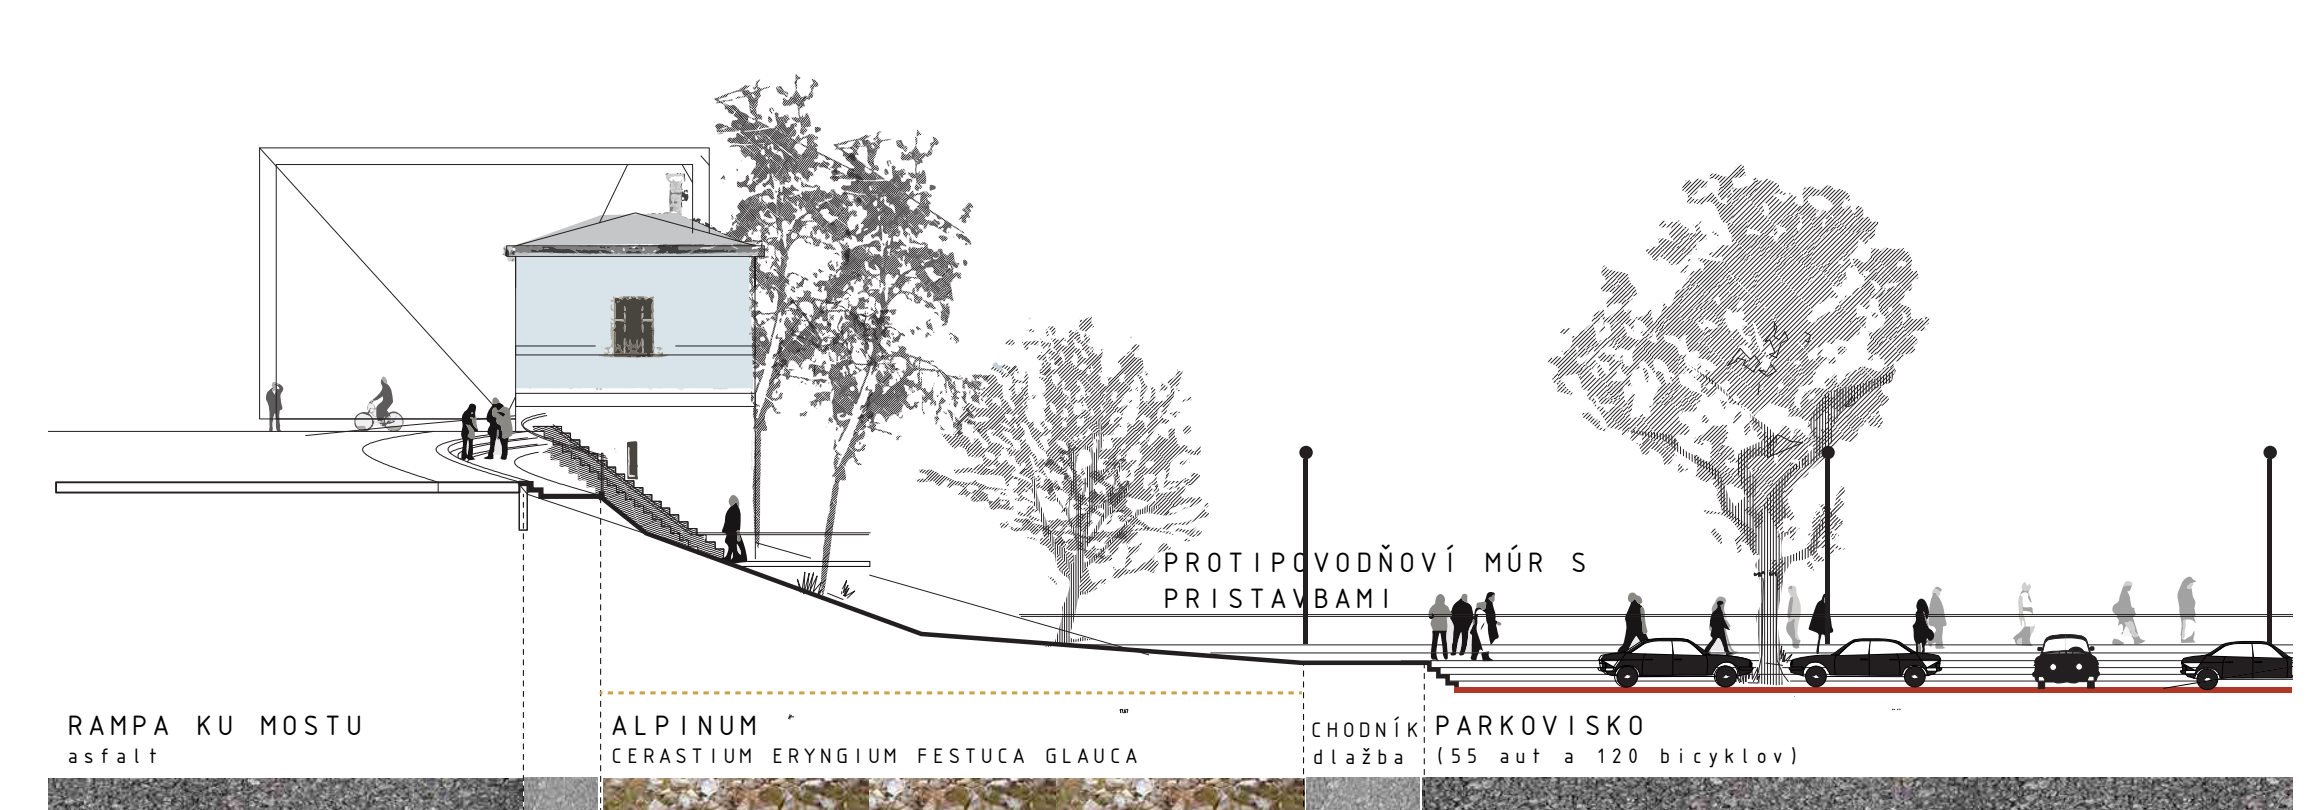 PROTIPOVODŇOVÍ MÚR S
PRISTAVBAMI
RAMPA KU MOSTU
asfalt
ALPINUM
CERASTIUM ERYNGIUM FESTUCA GLAUCA
CHODNÍK
dlažba
PARKOVISKO
(55 aut a 120 bicyklov)